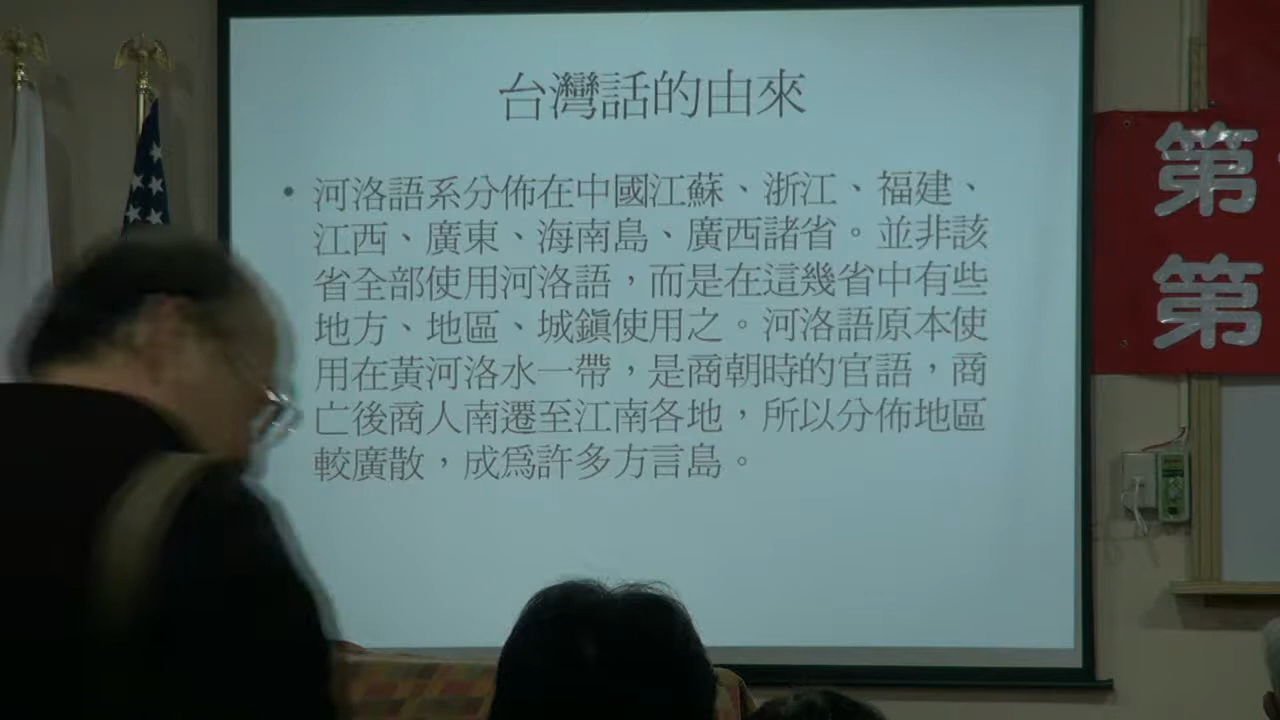 台灣話的由來
• 河洛語系分佈在中國江蘇、浙江、福建、
江西、廣東、海南島、廣西諸省。並非該
省全部使用河洛語，而是在這幾省中有些
地方、地區、城鎮使用之。河洛語原本使
用在黃河洛水一帶，是商朝時的官語，商
亡後商人南遷至江南各地，所以分佈地區
較廣散，成為許多方言島。
第
第